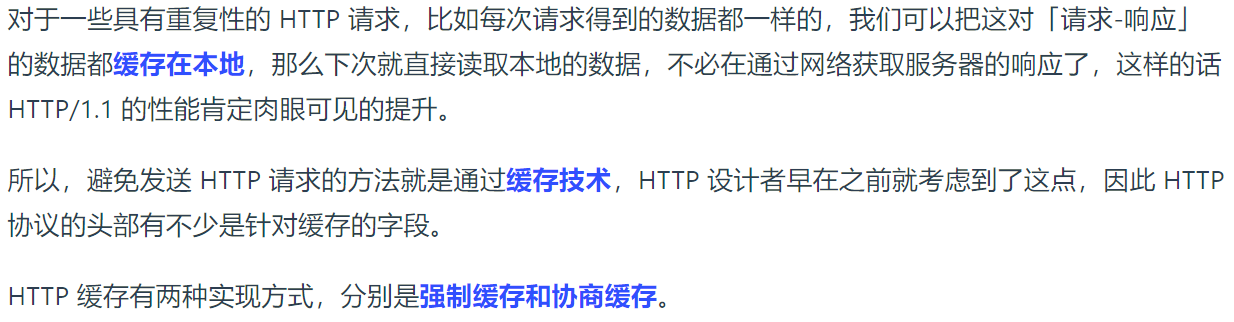 对于一些具有重复性的 HTTP 请求，比如每次请求得到的数据都一样的，我们可以把这对「请求-响应」
的数据都缓存在本地，那么下次就直接读取本地的数据，不必在通过网络获取服务器的响应了，这样的话
HTTP/1.1 的性能肯定肉眼可见的提升。
所以，避免发送 HTTP 请求的方法就是通过缓存技术，HTTP 设计者早在之前就考虑到了这点，因此 HTTP
协议的头部有不少是针对缓存的字段。
HTTP 缓存有两种实现方式，分别是强制缓存和协商缓存。